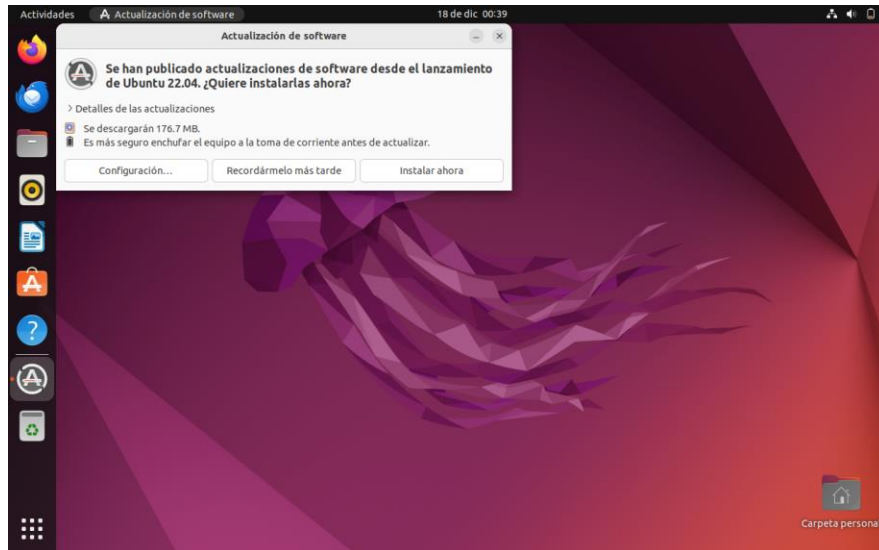 Actividades
Actualización de software
18 de dic 00:39
Actualización de software
Se han publicado actualizaciones de software desde el lanzamiento
de Ubuntu 22.04. ¿Quiere instalarlas ahora?
Detalles de las actualizaciones
Se descargarán 176.7 MB.
Es más seguro enchufar el equipo a la toma de corriente antes de actualizar.
Configuración...
Recordármelo más tarde
Instalar ahora
Carpeta persona